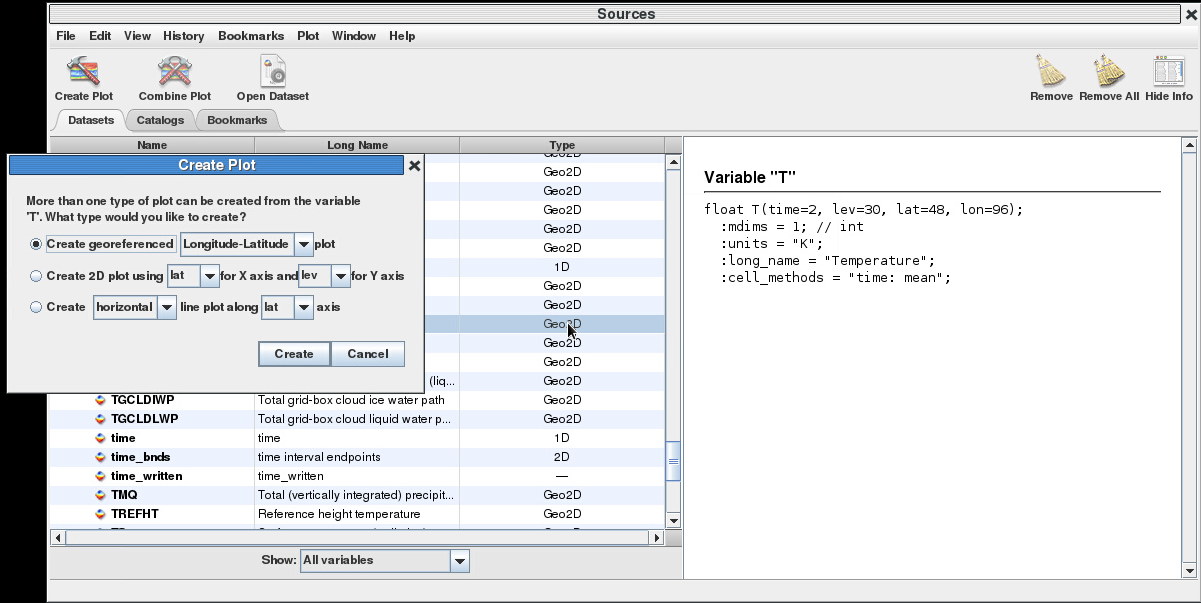 Sources
File Edit View History Bookmarks Plot Window Help
Create Plot Combine Plot Open Dataset Remove Remove All Hide Info
Datasets Catalogs Bookmarks
Name Long Name Type
Geo2D
Geo2D
Geo2D
Geo2D
Geo2D
Geo2D
1D
Geo2D
Geo2D
Geo2D
Geo2D
Geo2D
(liq... Geo2D
TGCLDIWP Total grid-box cloud ice water path Geo2D
TGCLDLWP Total grid-box cloud liquid water p... Geo2D
time time 1D
time_bnds time interval endpoints 2D
time_written time_written —
TMQ Total (vertically integrated) precipit... Geo2D
TREFHT Reference height temperature Geo2D
Show: All variables
Create Plot
More than one type of plot can be created from the variable
'T'. What type would you like to create?
Create georeferenced Longitude-Latitude plot
Create 2D plot using lat for X axis and lev for Y axis
Create horizontal line plot along lat axis
Create Cancel
Variable "T"
float T(time=2, lev=30, lat=48, lon=96);
:mdims = 1; // int
:units = "K";
:long_name = "Temperature";
:cell_methods = "time: mean";